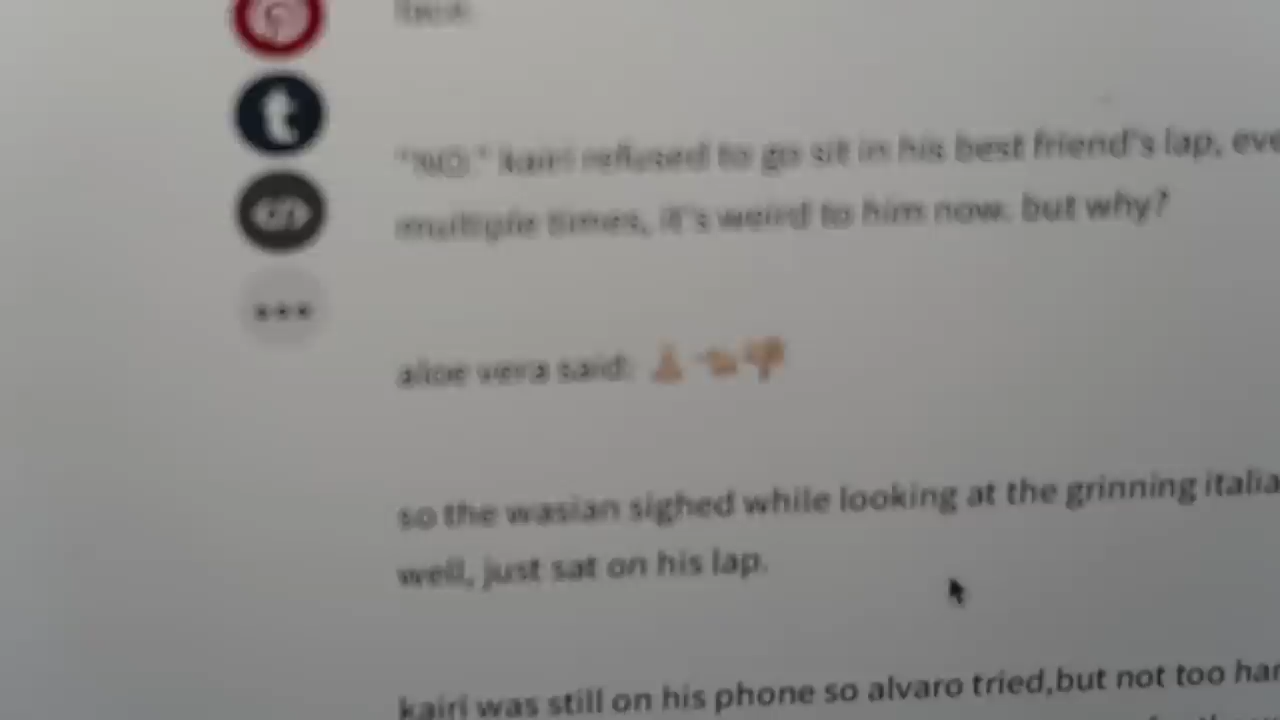 t
"NO." kairi refused to go sit in his best friend's lap, eve
multiple times, it's weird to him now. but why?
aloe vera said:
so the wasian sighed while looking at the grinning italia
well, just sat on his lap.
kairi was still on his phone so alvaro tried,but not too har